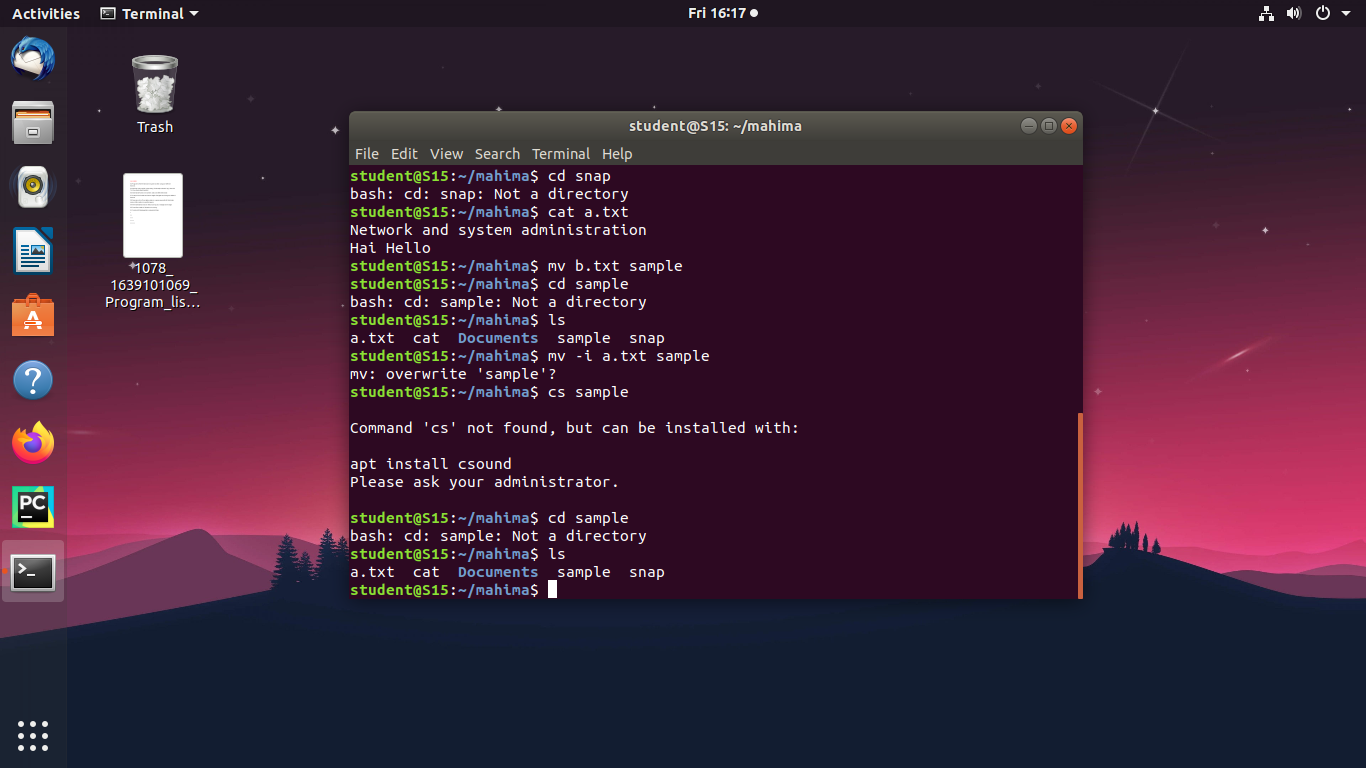 Activities
Terminal
Fri 16:17
Trash
1078_
1639101069_
Program_lis...
PC
student@S15: ~/mahima
File Edit View Search Terminal Help
student@S15:~/mahima$ cd snap
bash: cd: snap: Not a directory
student@S15:~/mahima$ cat a.txt
Network and system administration
Hai Hello
student@S15:~/mahima$ mv b.txt sample
student@S15:~/mahima$ cd sample
bash: cd: sample: Not a directory
student@S15:~/mahima$ ls
a.txt cat Documents sample snap
student@S15:~/mahima$ mv -i a.txt sample
mv: overwrite 'sample'?
student@S15:~/mahima$ cs sample
Command 'cs' not found, but can be installed with:
apt install csound
Please ask your administrator.
student@S15:~/mahima$ cd sample
bash: cd: sample: Not a directory
student@S15:~/mahima$ ls
a.txt cat Documents sample snap
student@S15:~/mahima$